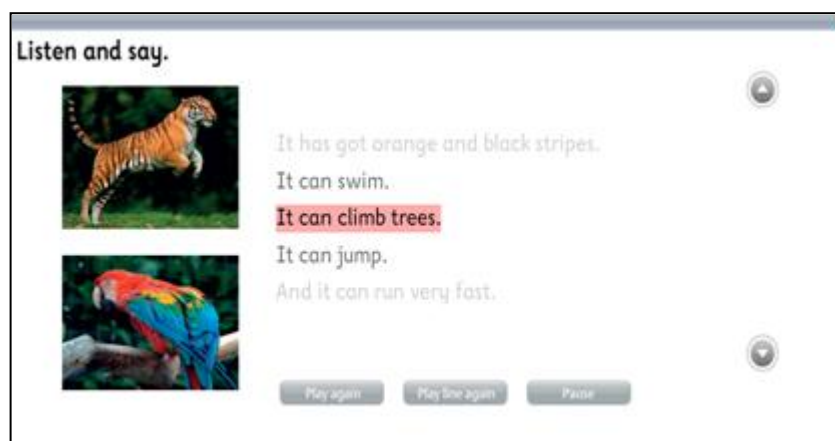 Listen and say.
It has got orange and black stripes.
It can swim.
It can climb trees.
It can jump.
And it can run very fast.
Play again
Play line again
Pause